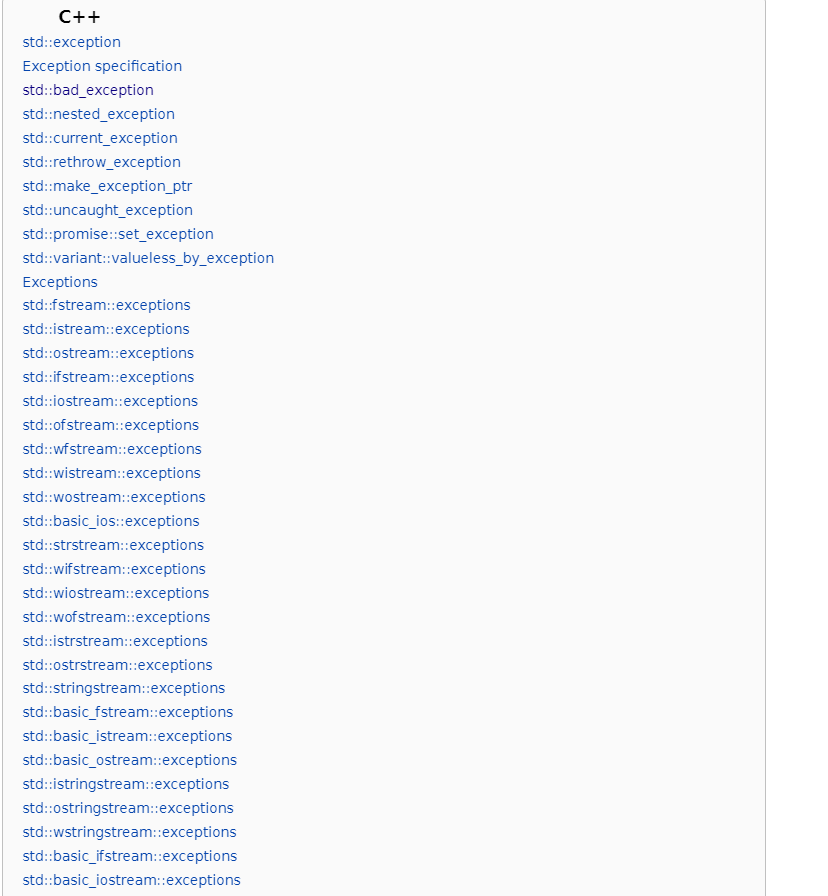 C++
std::exception
Exception specification
std::bad_exception
std::nested_exception
std::current_exception
std::rethrow_exception
std::make_exception_ptr
std::uncaught_exception
std::promise::set_exception
std::variant::valueless_by_exception
Exceptions
std::fstream::exceptions
std::istream::exceptions
std::ostream::exceptions
std::ifstream::exceptions
std::iostream::exceptions
std::ofstream::exceptions
std::wfstream::exceptions
std::wistream::exceptions
std::wostream::exceptions
std::basic_ios::exceptions
std::strstream::exceptions
std::wifstream::exceptions
std::wiostream::exceptions
std::wofstream::exceptions
std::istrstream::exceptions
std::ostrstream::exceptions
std::stringstream::exceptions
std::basic_fstream::exceptions
std::basic_istream::exceptions
std::basic_ostream::exceptions
std::istringstream::exceptions
std::ostringstream::exceptions
std::wstringstream::exceptions
std::basic_ifstream::exceptions
std::basic_iostream::exceptions